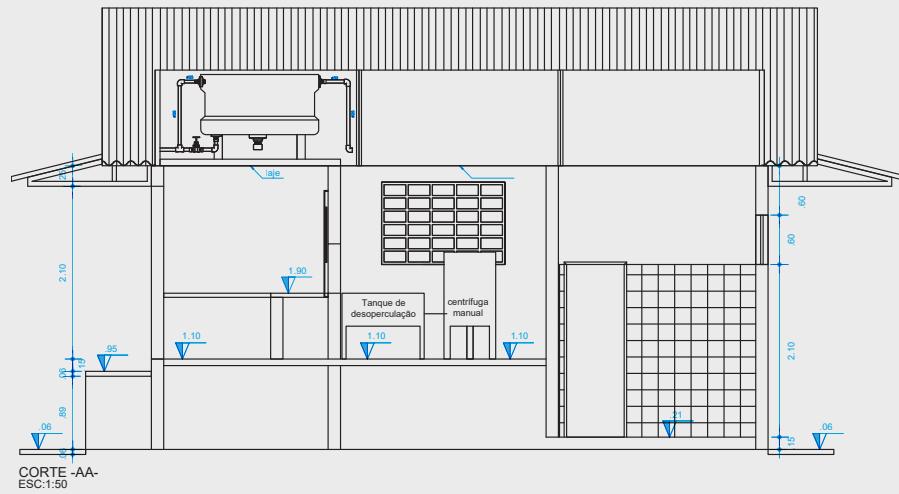 laje
.20
.60
.60
2.10
1.90
Tanque de
desoperculação
centrífuga
manual
1.10
1.10
1.10
.95
.15
.06
2.10
.89
.21
.06
.06
.06
.15
CORTE -AA-
ESC:1:50